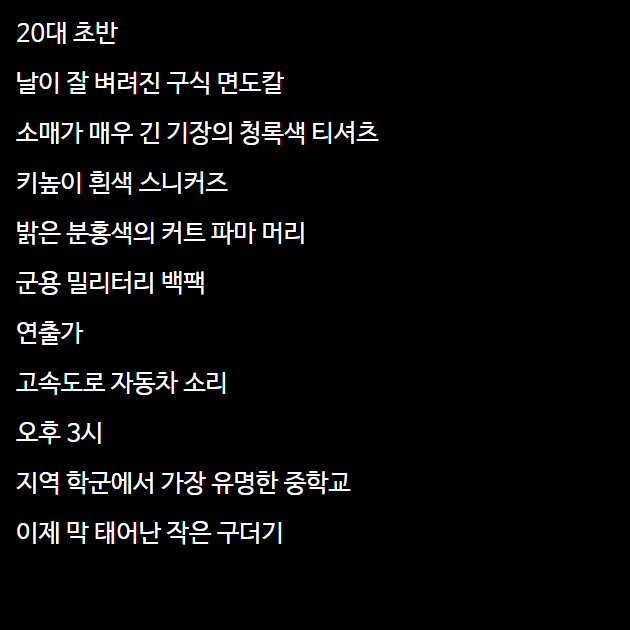 20대 초반
날이 잘 벼려진 구식 면도칼
소매가 매우 긴 기장의 청록색 티셔츠
키높이 흰색 스니커즈
밝은 분홍색의 커트 파마 머리
군용 밀리터리 백팩
연출가
고속도로 자동차 소리
오후 3시
지역 학군에서 가장 유명한 중학교
이제 막 태어난 작은 구더기